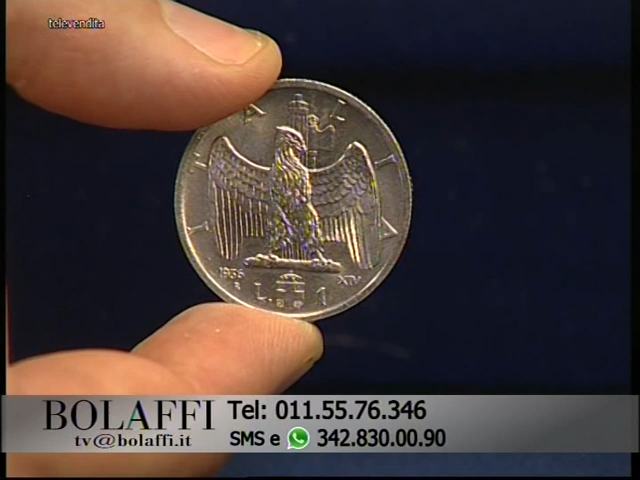 televendita
ITALIA
1936 XIV
R
L. 1
BOLAFFI
tv@bolaffi.it
Tel: 011.55.76.346
SMS e 342.830.00.90